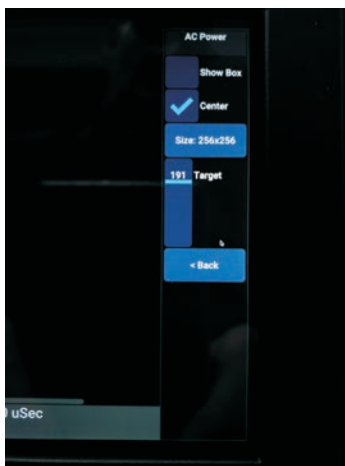 AC Power
Show Box
Center
Size: 256x256
191 Target
< Back
uSec